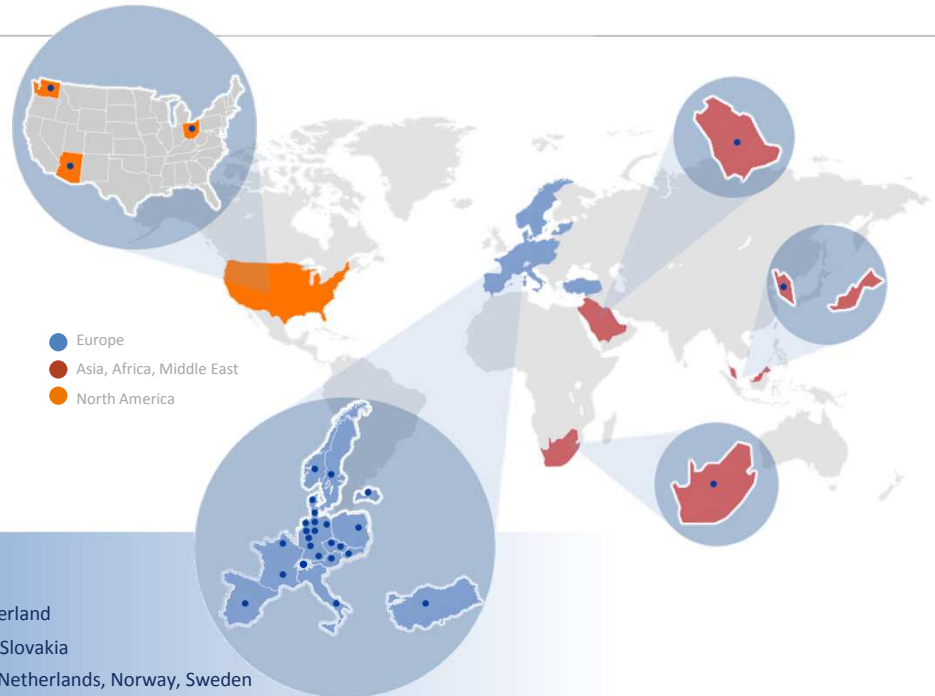 Europe
Asia, Africa, Middle East
North America
erland
Slovakia
Netherlands, Norway, Sweden